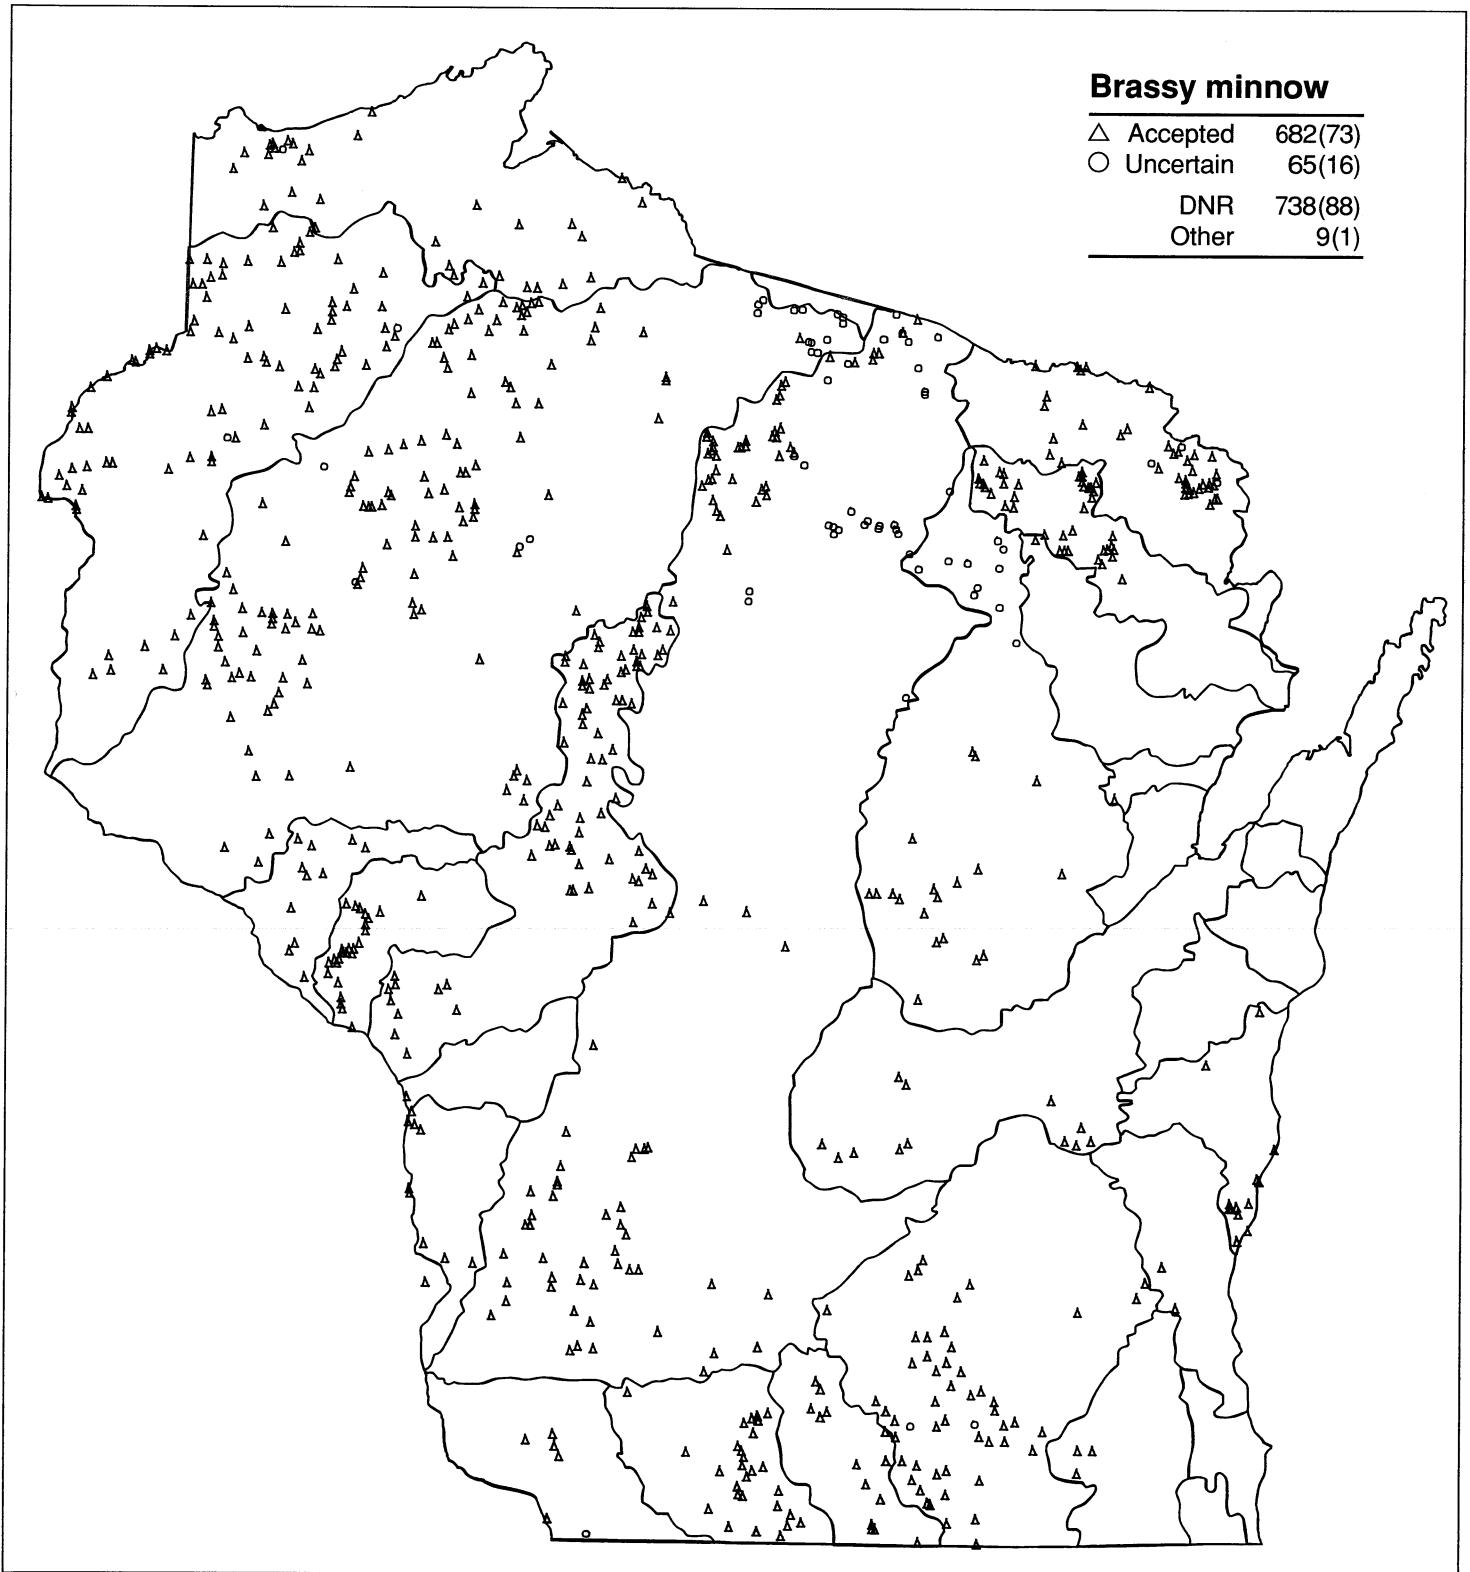 Brassy minnow
△ Accepted 682(73)
○ Uncertain 65(16)
DNR 738(88)
Other 9(1)